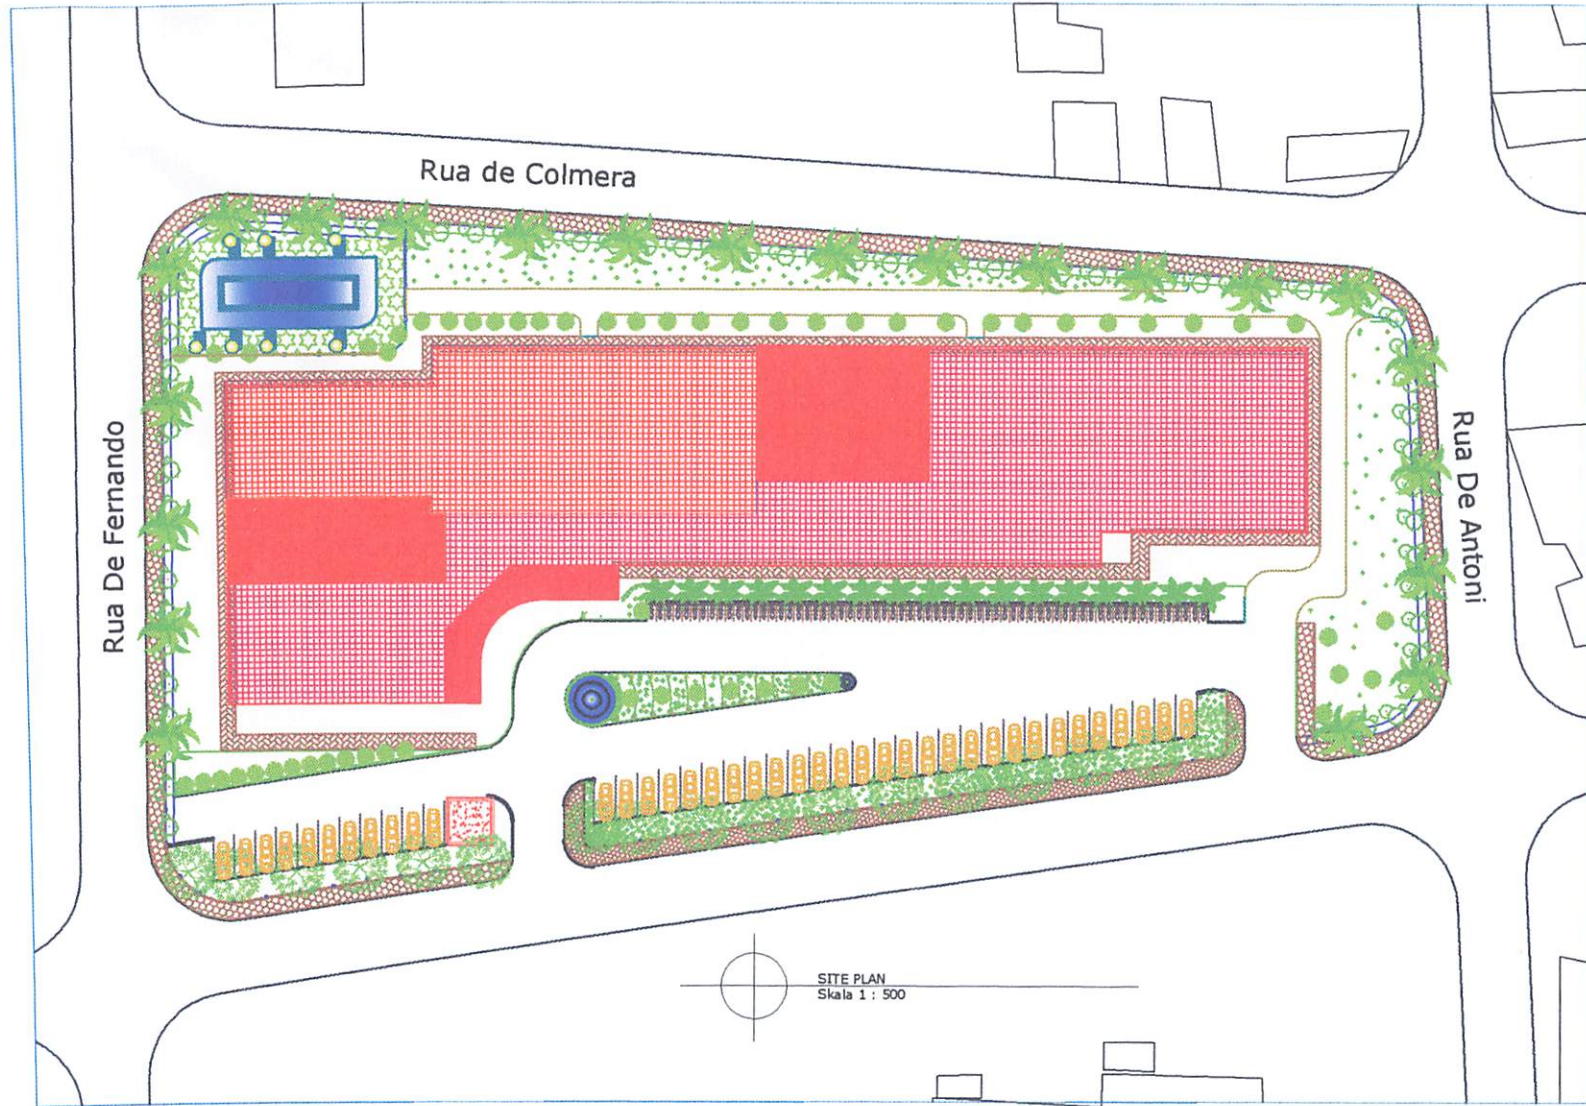 Rua de Colmera
Rua De Fernando
Rua De Antoni
SITE PLAN
Skala 1 : 500